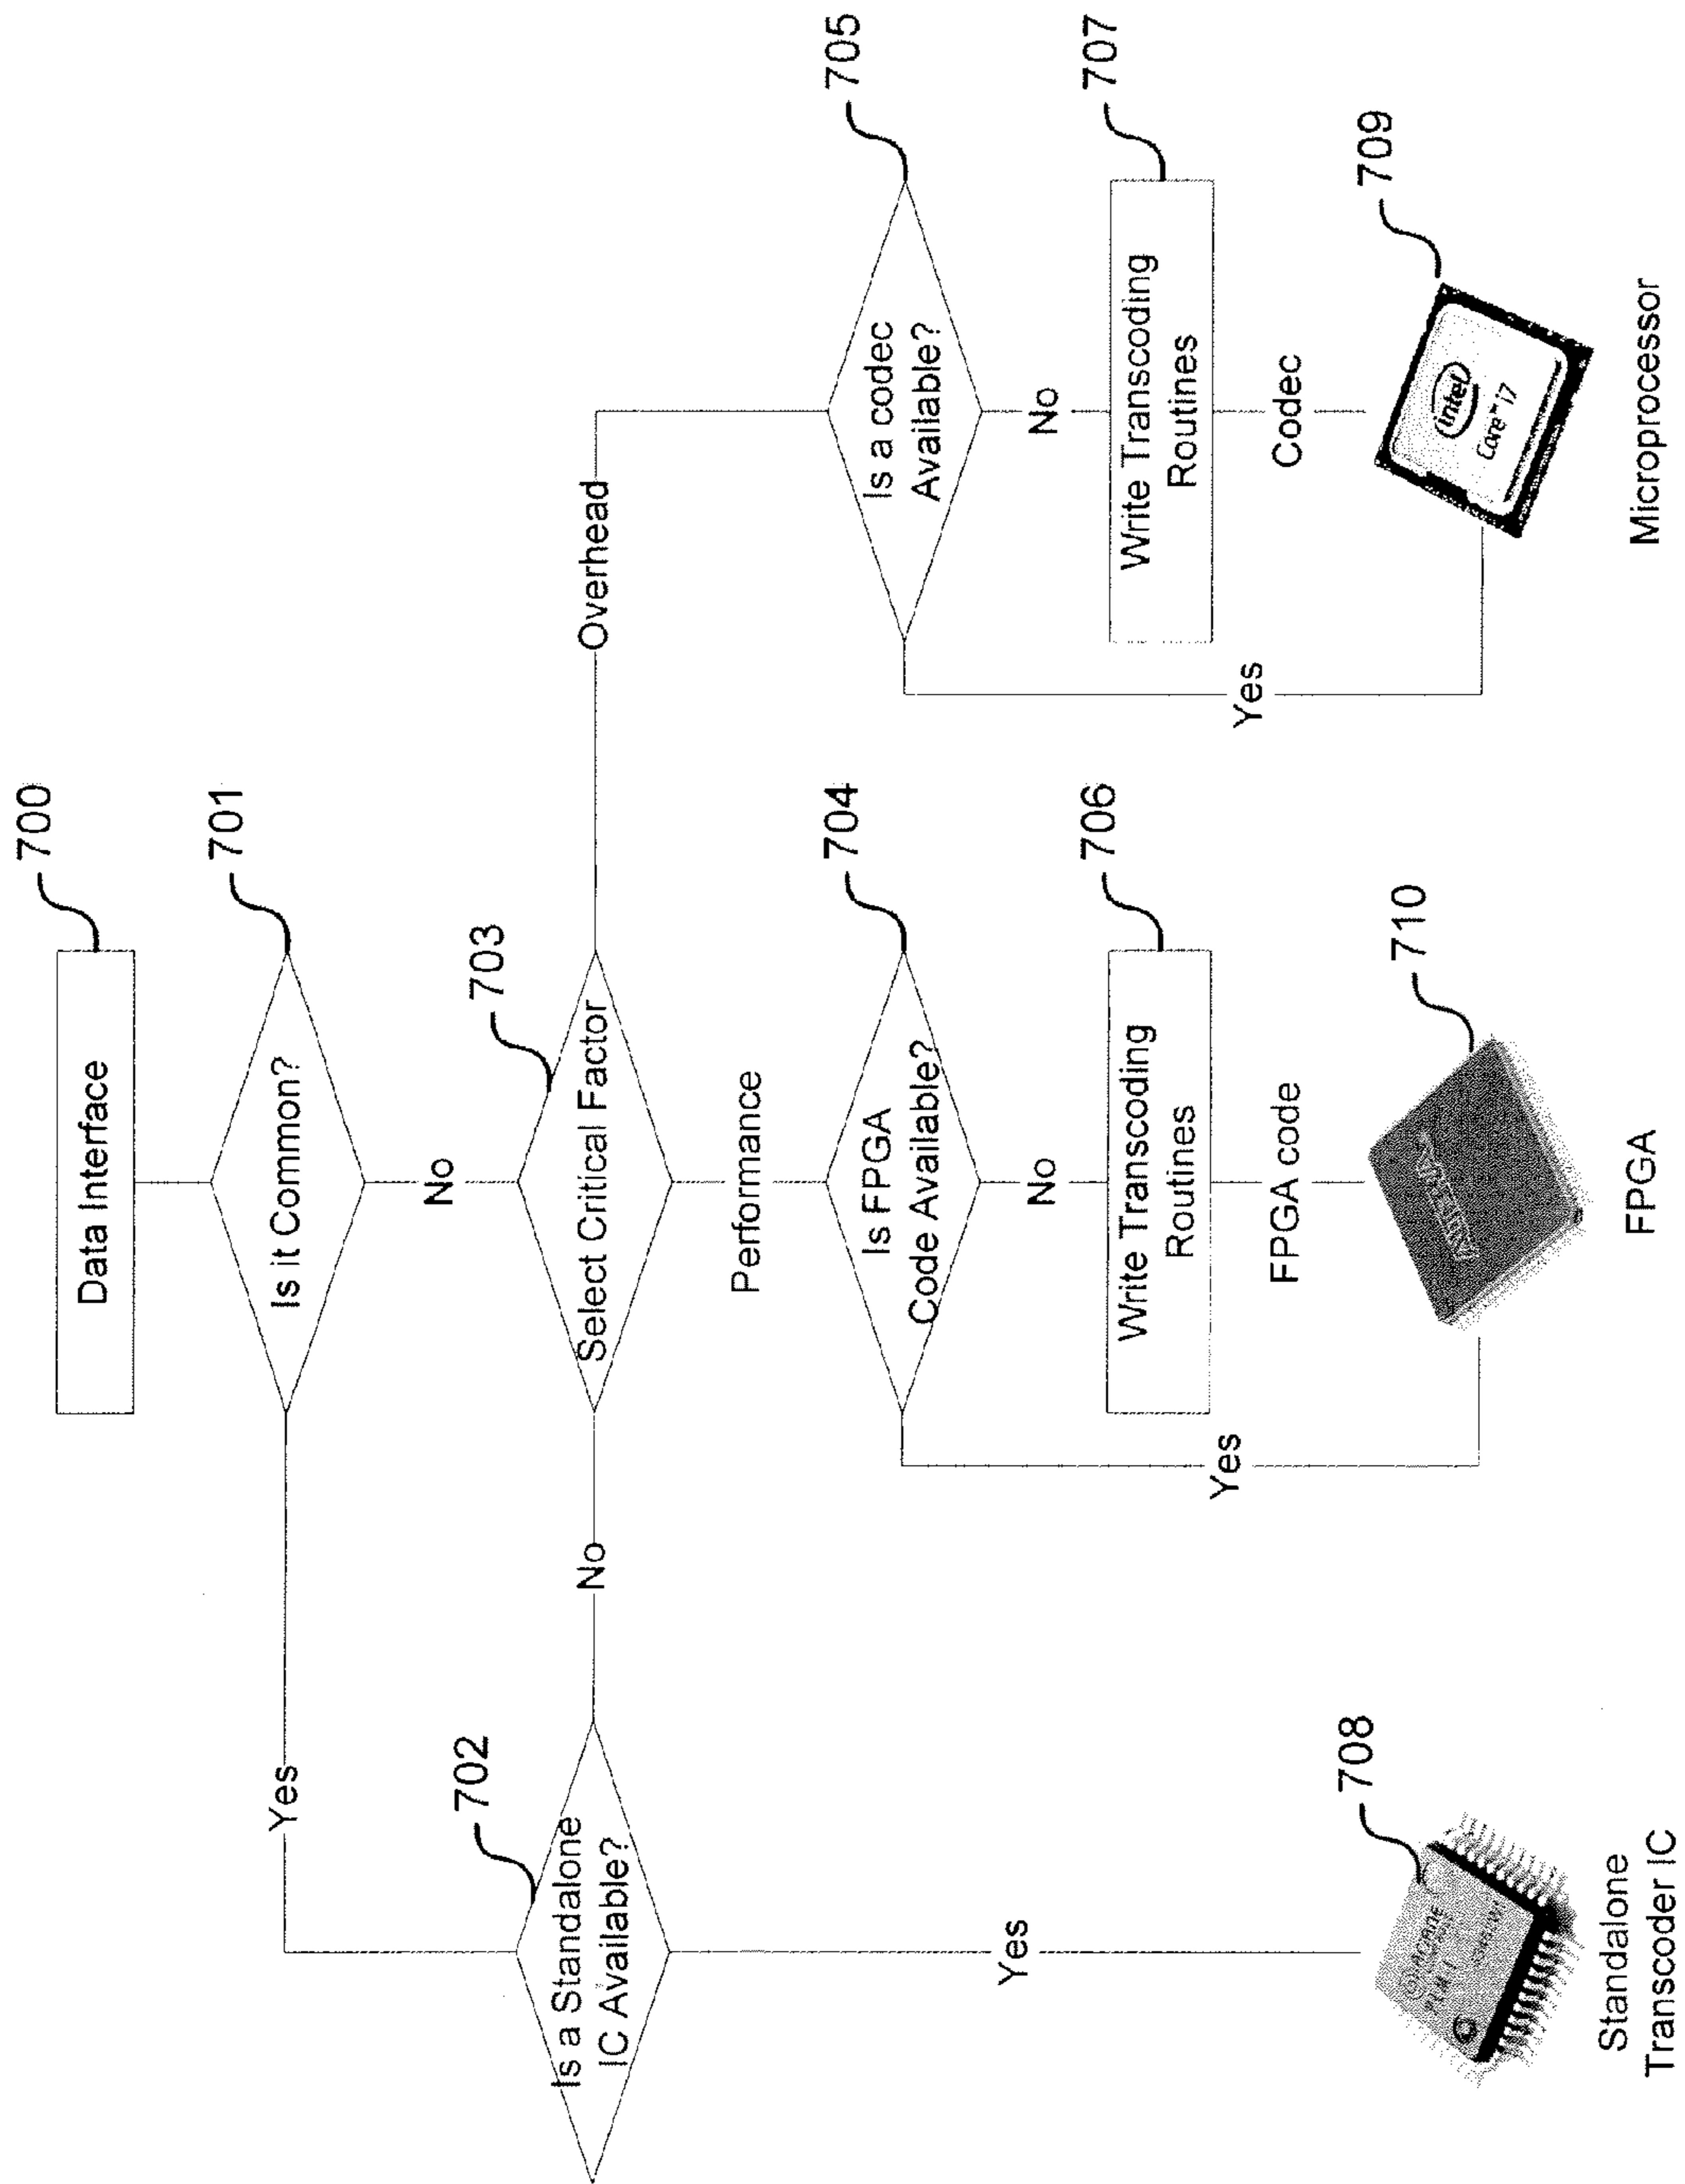 700
Data Interface
701
Is it Common?
Yes
No
702
Is a Standalone
IC Available?
No
703
Select Critical Factor
Overhead
Performance
704
Is FPGA
Code Available?
705
Is a codec
Available?
Yes
No
No
706
Write Transcoding
Routines
707
Write Transcoding
Routines
Yes
Yes
FPGA code
Codec
708
710
709
intel
Core™ i7
Standalone
Transcoder IC
FPGA
Microprocessor